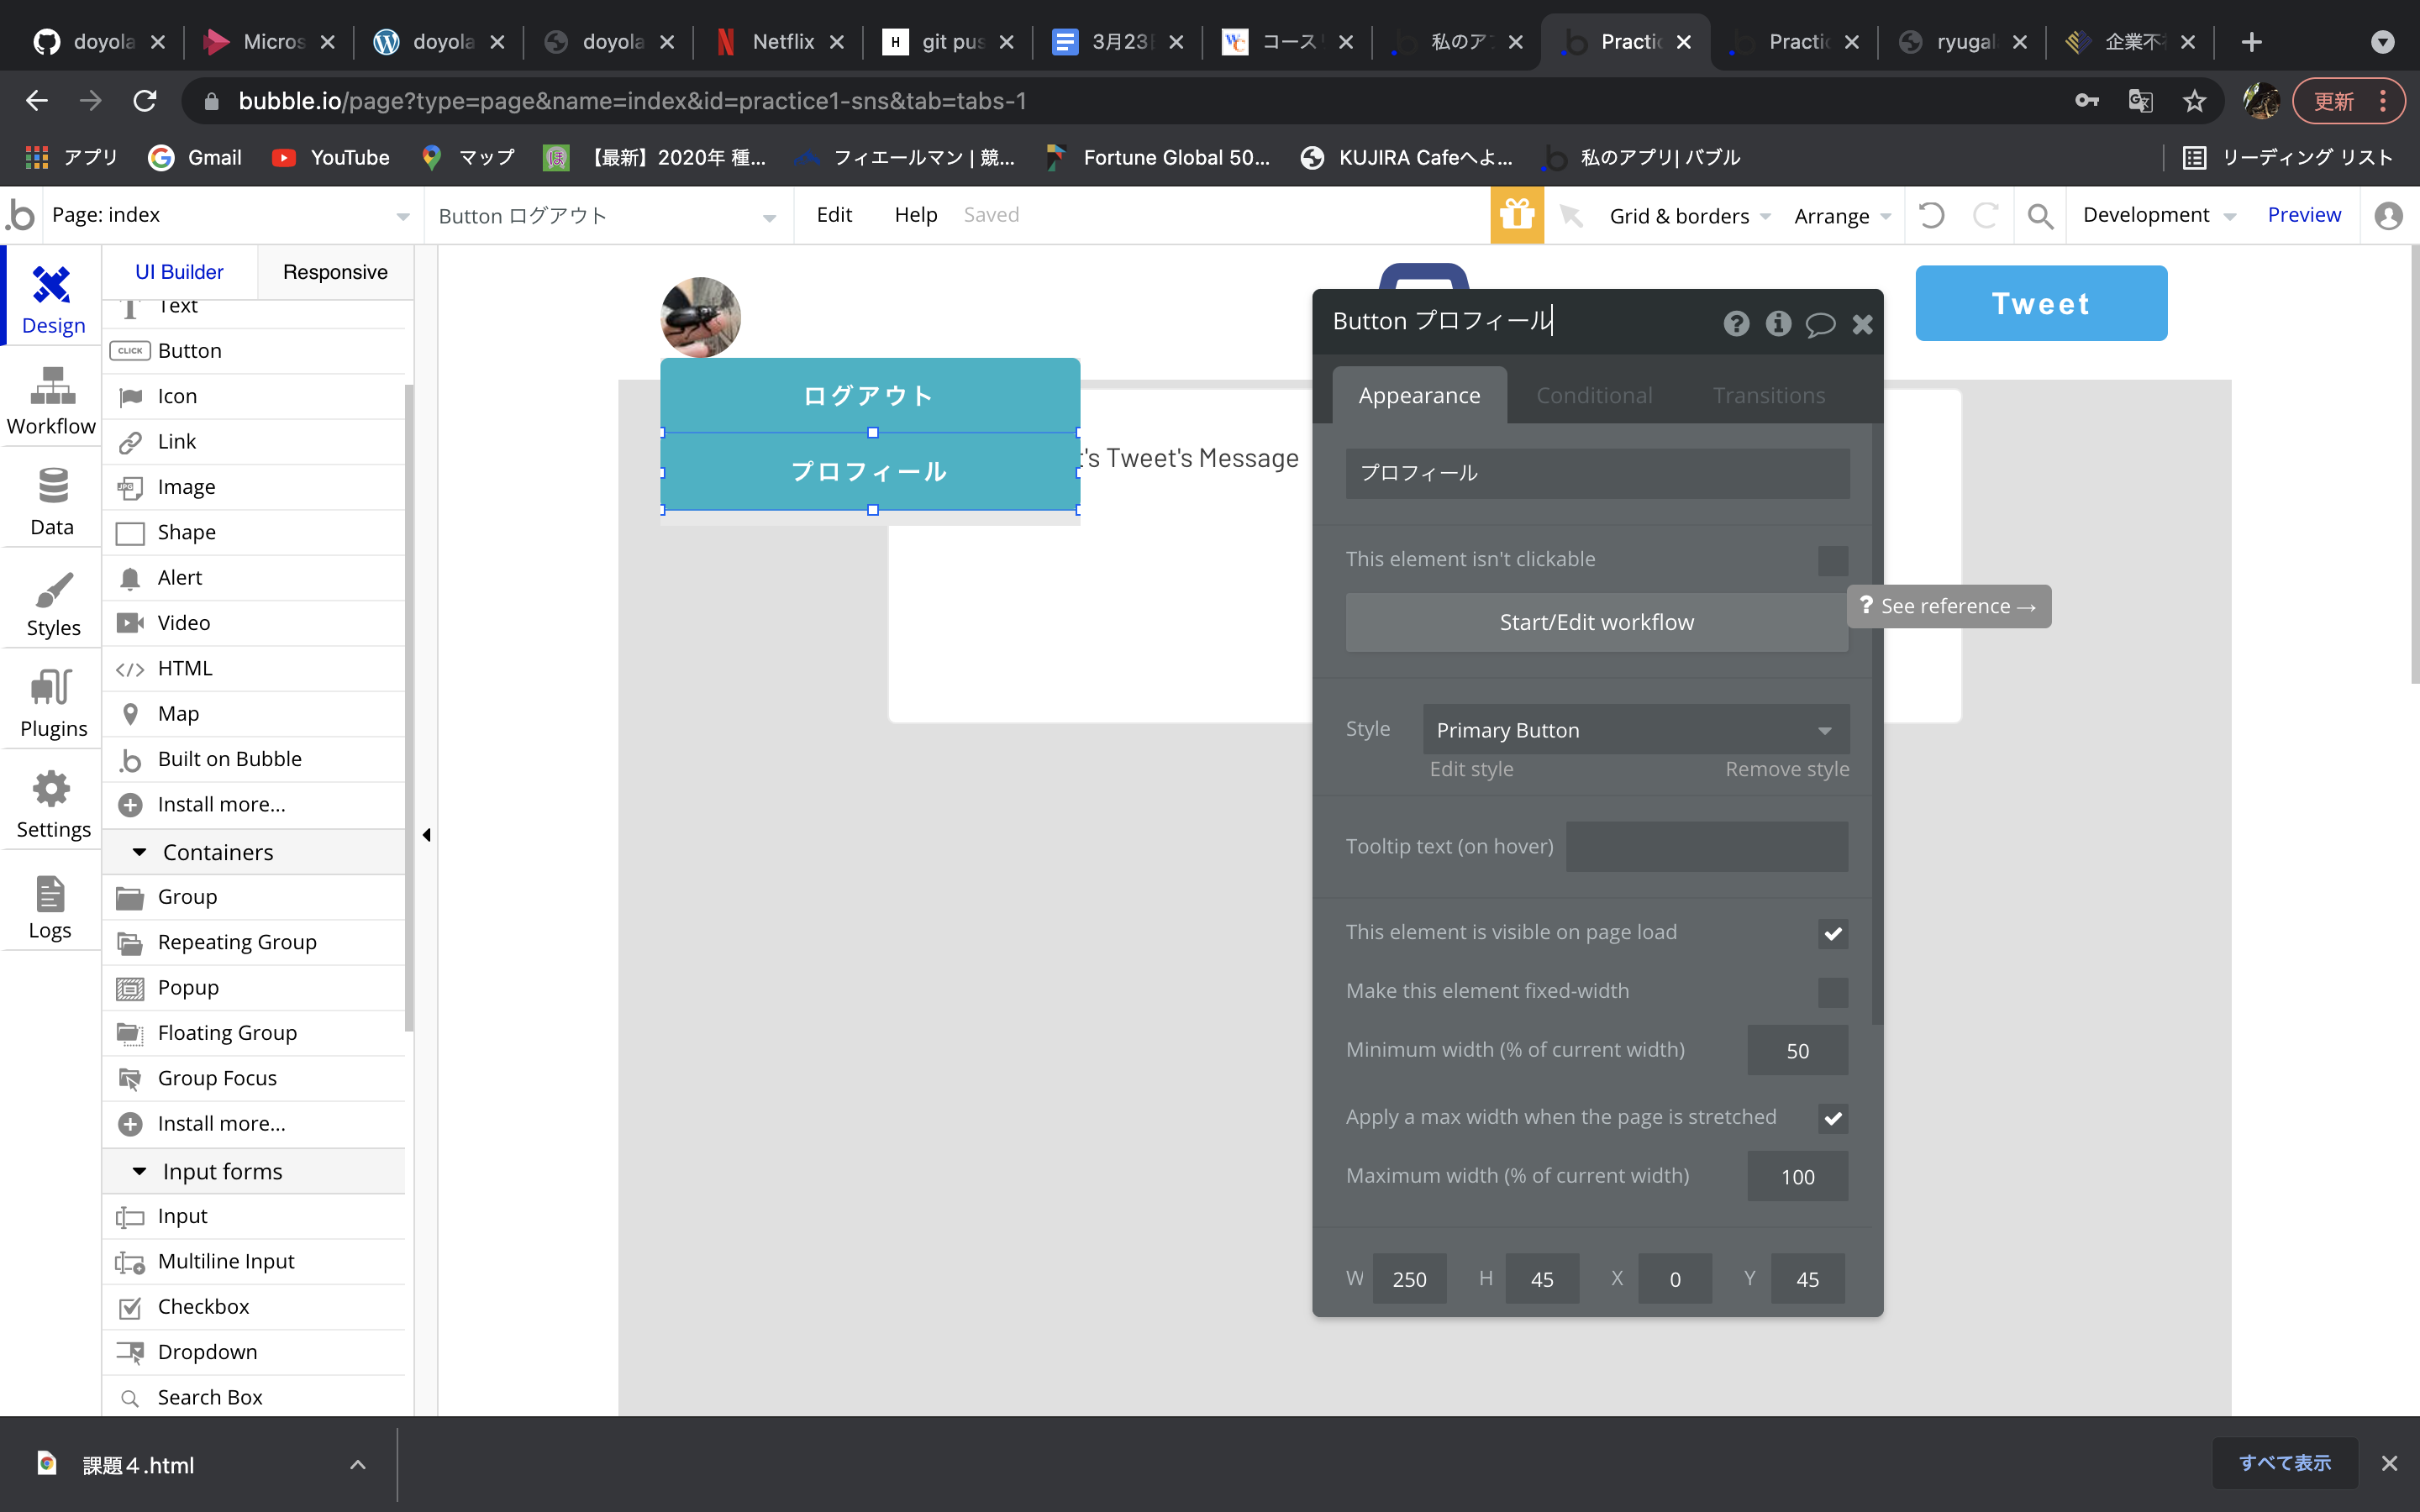 doyola
Micros
doyola
doyola
Netflix
git pus
3月23日
コース
私のア
Practic
Practic
ryugal
企業不
bubble.io/page?type=page&name=index&id=practice1-sns&tab=tabs-1
更新
アプリ
Gmail
YouTube
マップ
【最新】2020年 種...
フィエールマン | 競...
Fortune Global 50...
KUJIRA Cafeへよ...
私のアプリ| バブル
リーディング リスト
Page: index
Button ログアウト
Edit
Help
Saved
Grid & borders
Arrange
Development
Preview
UI Builder
Responsive
Design
Workflow
Data
Styles
Plugins
Settings
Logs
Text
CLICK Button
Icon
Link
Image
Shape
Alert
Video
HTML
Map
Built on Bubble
Install more...
Containers
Group
Repeating Group
Popup
Floating Group
Group Focus
Install more...
Input forms
Input
Multiline Input
Checkbox
Dropdown
Search Box
Tweet
ログアウト
プロフィール
t's Tweet's Message
Button プロフィール
Appearance
Conditional
Transitions
プロフィール
This element isn't clickable
? See reference →
Start/Edit workflow
Style
Primary Button
Edit style
Remove style
Tooltip text (on hover)
This element is visible on page load
Make this element fixed-width
Minimum width (% of current width)
50
Apply a max width when the page is stretched
Maximum width (% of current width)
100
W 250 H 45 X 0 Y 45
課題４.html
すべて表示